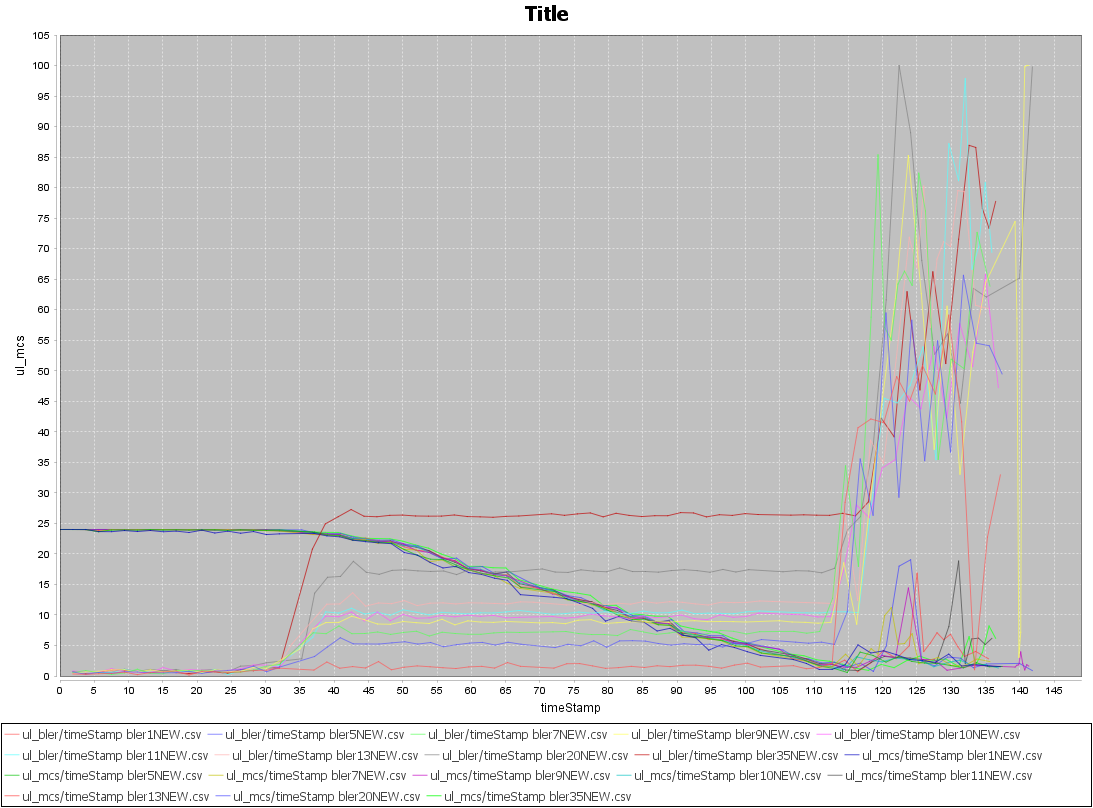 Title
105
100
95
90
85
80
75
70
65
60
55
50
45
40
35
30
25
20
15
10
5
0
ul_mcs
0 5 10 15 20 25 30 35 40 45 50 55 60 65 70 75 80 85 90 95 100 105 110 115 120 125 130 135 140 145
timeStamp
ul_bler/timeStamp bler1NEW.csv ul_bler/timeStamp bler5NEW.csv ul_bler/timeStamp bler7NEW.csv ul_bler/timeStamp bler9NEW.csv ul_bler/timeStamp bler10NEW.csv
ul_bler/timeStamp bler11NEW.csv ul_bler/timeStamp bler13NEW.csv ul_bler/timeStamp bler20NEW.csv ul_bler/timeStamp bler35NEW.csv ul_mcs/timeStamp bler1NEW.csv
ul_mcs/timeStamp bler5NEW.csv ul_mcs/timeStamp bler7NEW.csv ul_mcs/timeStamp bler9NEW.csv ul_mcs/timeStamp bler10NEW.csv ul_mcs/timeStamp bler11NEW.csv
ul_mcs/timeStamp bler13NEW.csv ul_mcs/timeStamp bler20NEW.csv ul_mcs/timeStamp bler35NEW.csv